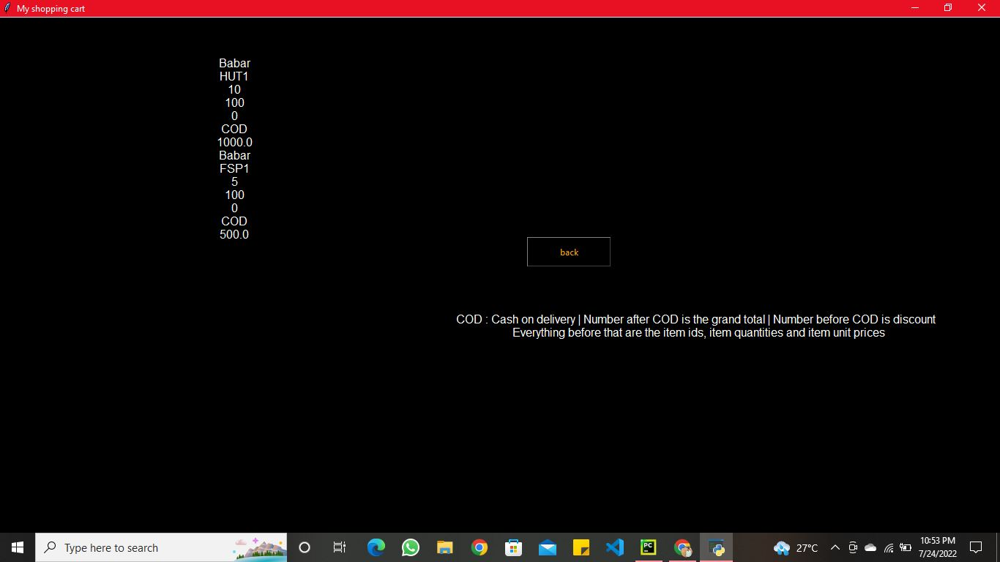 My shopping cart
Babar
HUT1
10
100
0
COD
1000.0
Babar
FSP1
5
100
0
COD
500.0
back
COD : Cash on delivery | Number after COD is the grand total | Number before COD is discount
Everything before that are the item ids, item quantities and item unit prices
Type here to search
PC
27°C
10:53 PM
7/24/2022